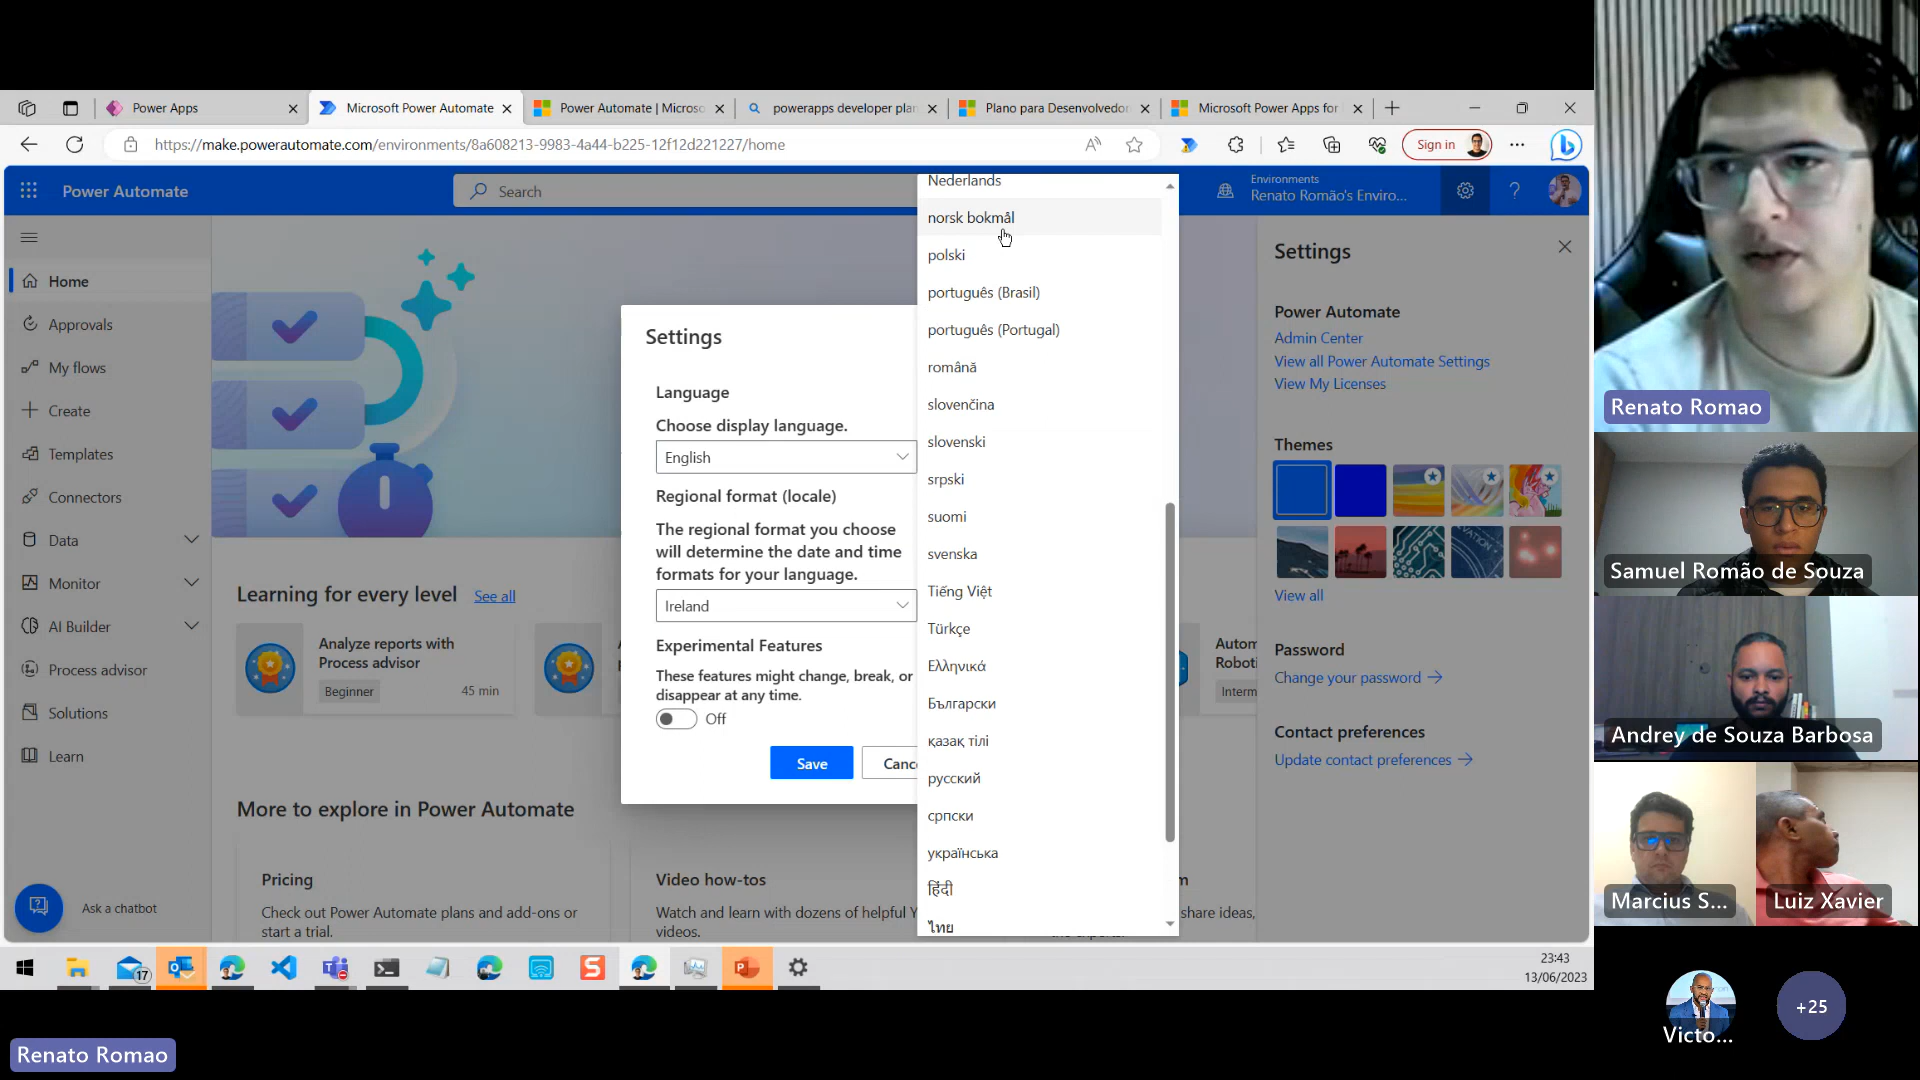 Power Apps
Microsoft Power Automate
Power Automate | Microso
powerapps developer plan
Plano para Desenvolvedor
Microsoft Power Apps for
https://make.powerautomate.com/environments/8a608213-9983-4a44-b225-12f12d221227/home
Sign in
Power Automate
Search
Environments
Renato Romão's Enviro...
Home
Approvals
My flows
Create
Templates
Connectors
Data
Monitor
AI Builder
Process advisor
Solutions
Learn
Ask a chatbot
Learning for every level
See all
Analyze reports with
Process advisor
Beginner
45 min
Autom
Roboti
Interm
More to explore in Power Automate
Pricing
Check out Power Automate plans and add-ons or
start a trial.
Video how-tos
Watch and learn with dozens of helpful Y
videos.
share ideas,
Settings
Language
Choose display language.
English
Regional format (locale)
The regional format you choose
will determine the date and time
formats for your language.
Ireland
Experimental Features
These features might change, break, or
disappear at any time.
Off
Save
Canc
Nederlands
norsk bokmål
polski
português (Brasil)
português (Portugal)
română
slovenčina
slovenski
srpski
suomi
svenska
Tiếng Việt
Türkçe
Ελληνικά
Български
қазақ тілі
русский
српски
українська
हिंदी
ไทย
Settings
Power Automate
Admin Center
View all Power Automate Settings
View My Licenses
Themes
View all
Password
Change your password
Contact preferences
Update contact preferences
17
23:43
13/06/2023
Renato Romao
Samuel Romão de Souza
Andrey de Souza Barbosa
Marcius S...
Luiz Xavier
Victo...
+25
Renato Romao